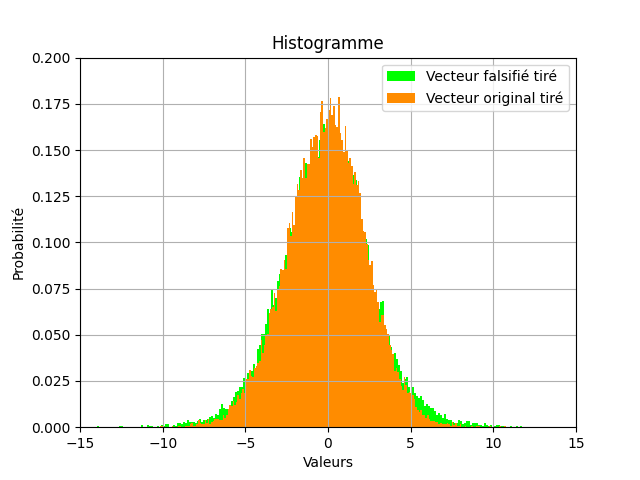 Histogramme
Vecteur falsifié tiré
Vecteur original tiré
Probabilité
0.200
0.175
0.150
0.125
0.100
0.075
0.050
0.025
0.000
−15 −10 −5 0 5 10 15
Valeurs